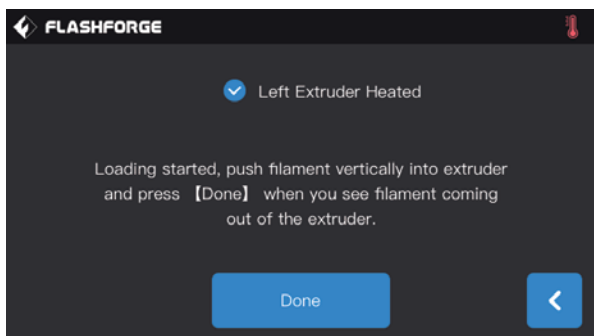 FLASHFORGE
Left Extruder Heated
Loading started, push filament vertically into extruder
and press 【Done】 when you see filament coming
out of the extruder.
Done